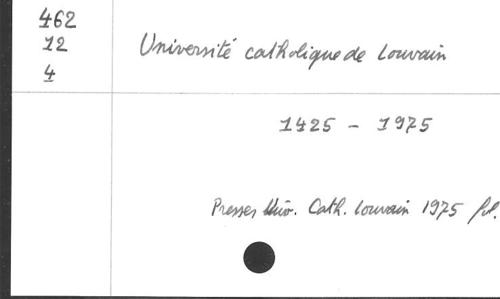 462
12
4
Université catholique de Louvain
1425 - 1975
Presses Univ. Cath. Louvain 1975 fol.